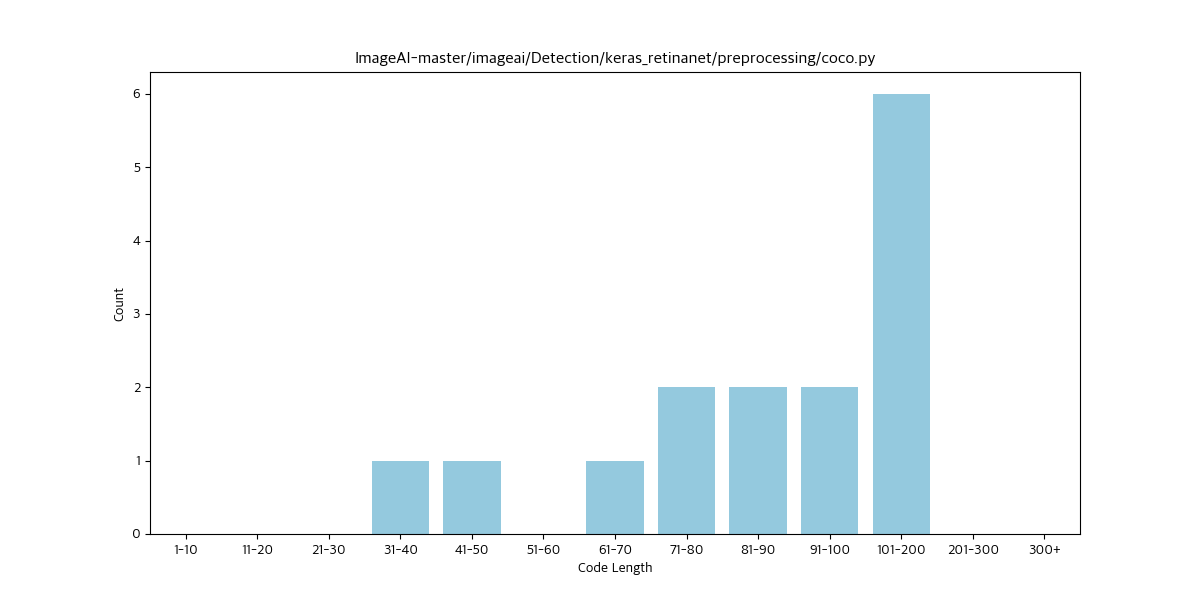 ImageAI-master/imageai/Detection/keras_retinanet/preprocessing/coco.py
6
5
4
3
2
1
0
Count
1-10 11-20 21-30 31-40 41-50 51-60 61-70 71-80 81-90 91-100 101-200 201-300 300+
Code Length